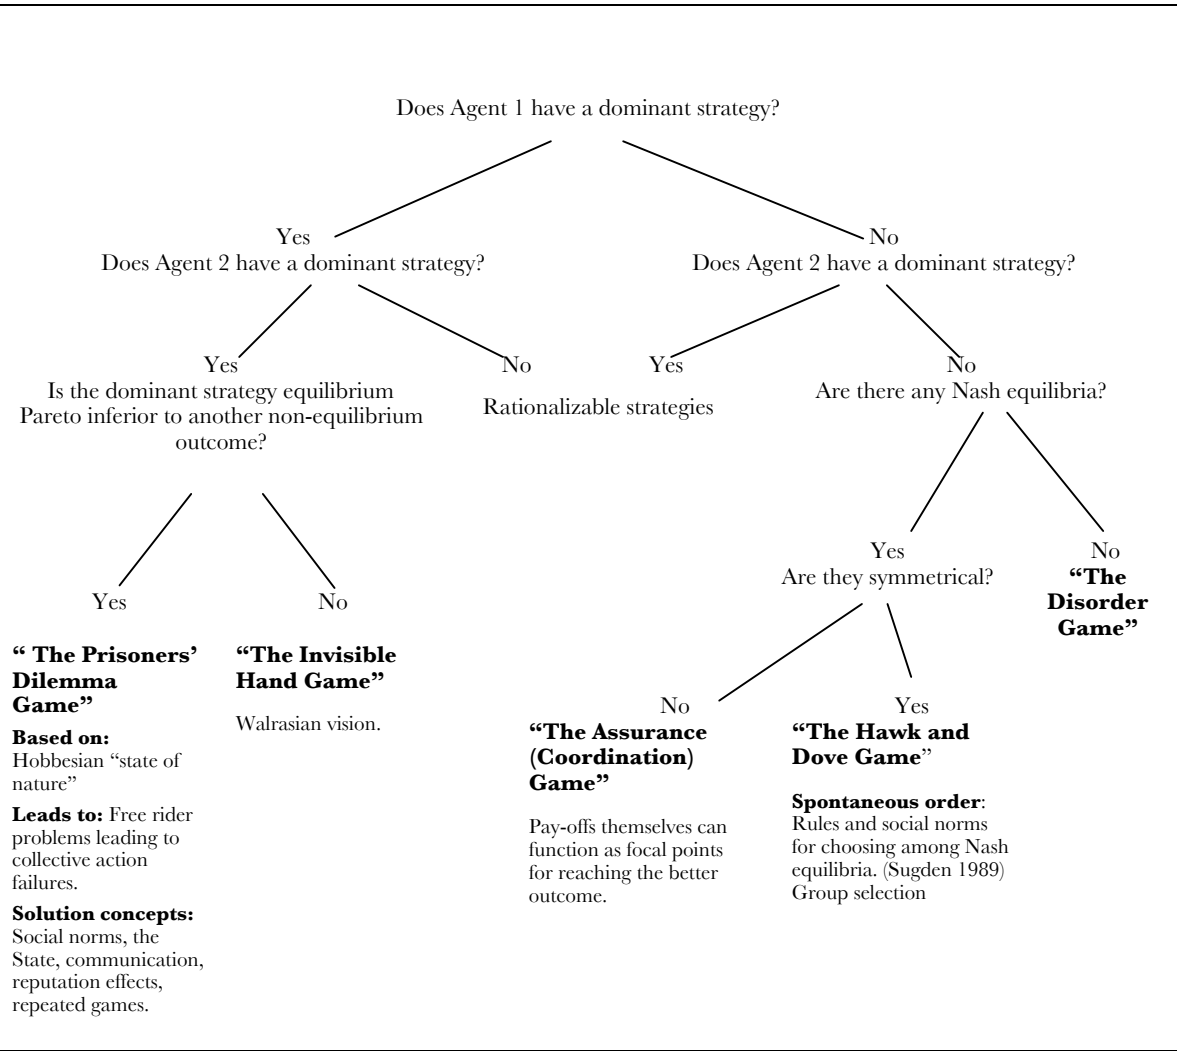 Does Agent 1 have a dominant strategy?
Yes
Does Agent 2 have a dominant strategy?
No
Does Agent 2 have a dominant strategy?
Yes
Is the dominant strategy equilibrium
Pareto inferior to another non-equilibrium
outcome?
No
Yes
Rationalizable strategies
No
Are there any Nash equilibria?
Yes
Are they symmetrical?
No
“The
Disorder
Game”
Yes
“ The Prisoners’
Dilemma
Game”
Based on:
Hobbesian “state of
nature”
Leads to: Free rider
problems leading to
collective action
failures.
Solution concepts:
Social norms, the
State, communication,
reputation effects,
repeated games.
No
“The Invisible
Hand Game”
Walrasian vision.
No
“The Assurance
(Coordination)
Game”
Pay-offs themselves can
function as focal points
for reaching the better
outcome.
Yes
“The Hawk and
Dove Game”
Spontaneous order:
Rules and social norms
for choosing among Nash
equilibria. (Sugden 1989)
Group selection